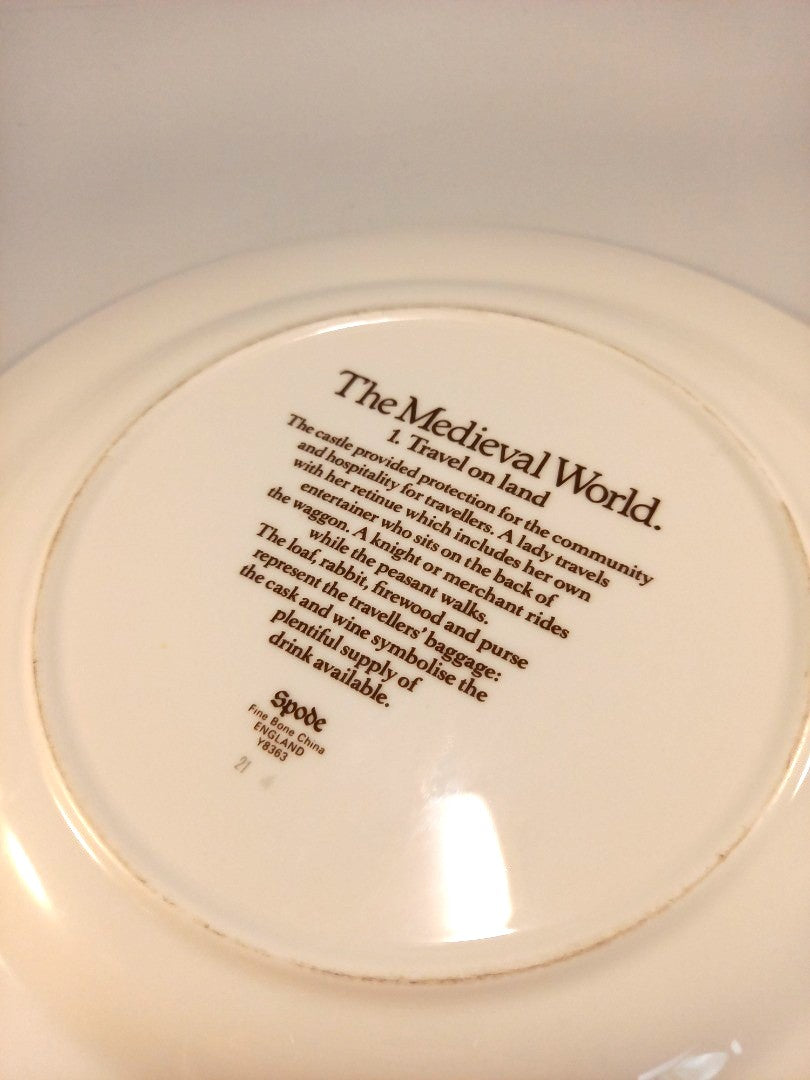 The Medieval World.
1. Travel on land
The castle provided protection for the community
and hospitality for travellers. A lady travels
with her retinue which includes her own
entertainer who sits on the back of
the waggon. A knight or merchant rides
while the peasant walks.
The loaf, rabbit, firewood and purse
represent the travellers' baggage:
the cask and wine symbolise the
plentiful supply of
drink available.
Spode
Fine Bone China
ENGLAND
Y8363
21 4